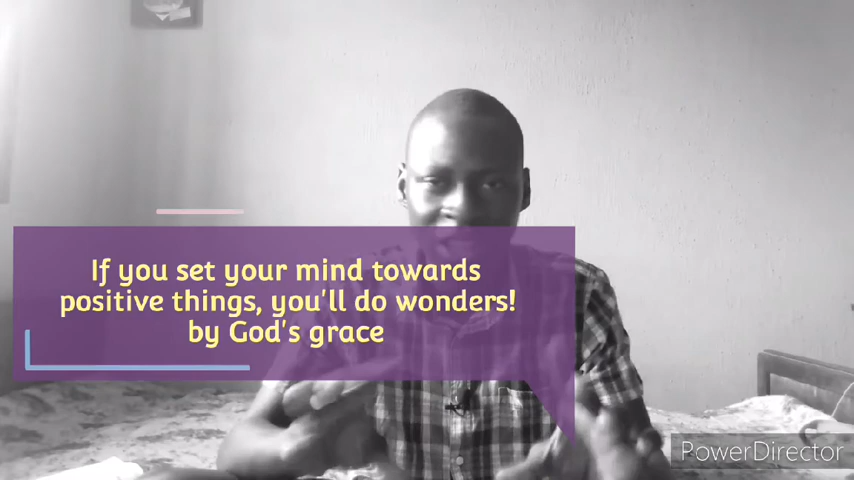 If you set your mind towards
positive things, you'll do wonders!
by God's grace
PowerDirector